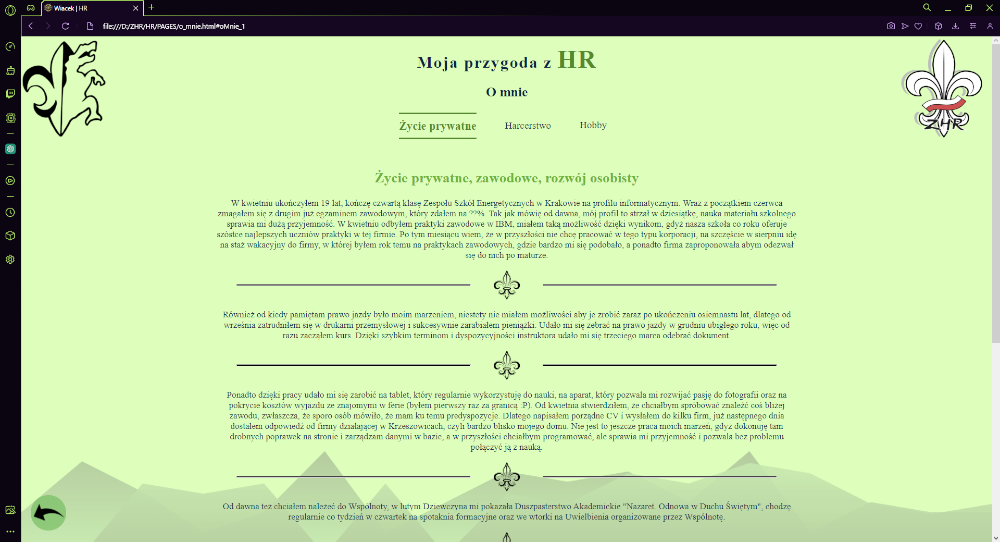 Wiacek | HR
file:///D:/ZHR/HR/PAGES/o_mnie.html#oMnie_1
Moja przygoda z HR
O mnie
Życie prywatne Harcerstwo Hobby
ZHR
Życie prywatne, zawodowe, rozwój osobisty
W kwietniu ukończyłem 19 lat, kończę czwartą klasę Zespołu Szkół Energetycznych w Krakowie na profilu informatycznym. Wraz z początkiem czerwca
zmagałem się z drugim już egzaminem zawodowym, który zdałem na 99%. Tak jak mówię od dawna, mój profil to strzał w dziesiątkę, nauka materiału szkolnego
sprawia mi dużą przyjemność. W kwietniu odbyłem praktyki zawodowe w IBM, miałem taką możliwość dzięki wynikom, gdyż nasza szkoła co roku oferuje
szóstce najlepszych uczniów praktyki w tej firmie. Po tym miesiącu wiem, że w przyszłości nie chcę pracować w tego typu korporacji, na szczęście w sierpniu idę
na staż wakacyjny do firmy, w której byłem rok temu na praktykach zawodowych, gdzie bardzo mi się podobało, a ponadto firma zaproponowała abym odezwał
się do nich po maturze.
Również od kiedy pamiętam prawo jazdy było moim marzeniem, niestety nie miałem możliwości aby je zrobić zaraz po ukończeniu osiemnastu lat, dlatego od
września zatrudniłem się w drukarni przemysłowej i sukcesywnie zarabiałem pieniążki. Udało mi się zebrać na prawo jazdy w grudniu ubiegłego roku, więc od
razu zacząłem kurs. Dzięki szybkim terminom i dyspozycyjności instruktora udało mi się trzeciego marca odebrać dokument.
Ponadto dzięki pracy udało mi się zarobić na tablet, który regularnie wykorzystuję do nauki, na aparat, który pozwala mi rozwijać pasję do fotografii oraz na
pokrycie kosztów wyjazdu ze znajomymi w ferie (byłem pierwszy raz za granicą :P). Od kwietnia stwierdziłem, że chciałbym spróbować znaleźć coś bliżej
zawodu, zwłaszcza, że sporo osób mówiło, że mam ku temu predyspozycje. Dlatego napisałem porządne CV i wysłałem do kilku firm, już następnego dnia
dostałem odpowiedź od firmy działającej w Krzeszowicach, czyli bardzo blisko mojego domu. Nie jest to jeszcze praca moich marzeń, gdyż dokonuję tam
drobnych poprawek na stronie i zarządzam danymi w bazie, a w przyszłości chciałbym programować, ale sprawia mi przyjemność i pozwala bez problemu
połączyć ją z nauką.
Od dawna też chciałem należeć do Wspólnoty, w lutym Dziewczyna mi pokazała Duszpasterstwo Akademickie "Nazaret. Odnowa w Duchu Świętym", chodzę
regularnie co tydzień w czwartek na spotkania formacyjne oraz we wtorki na Uwielbienia organizowane przez Wspólnotę.